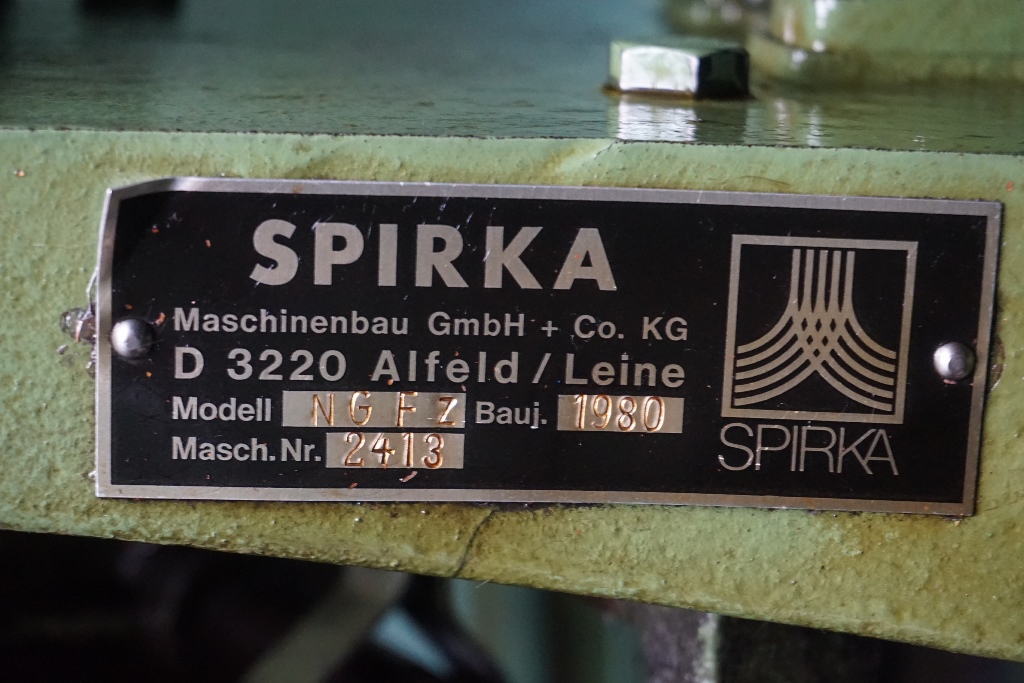 SPIRKA
Maschinenbau GmbH + Co. KG
D 3220 Alfeld / Leine
Modell NGFZ Bauj. 1980
Masch. Nr. 2413
SPIRKA